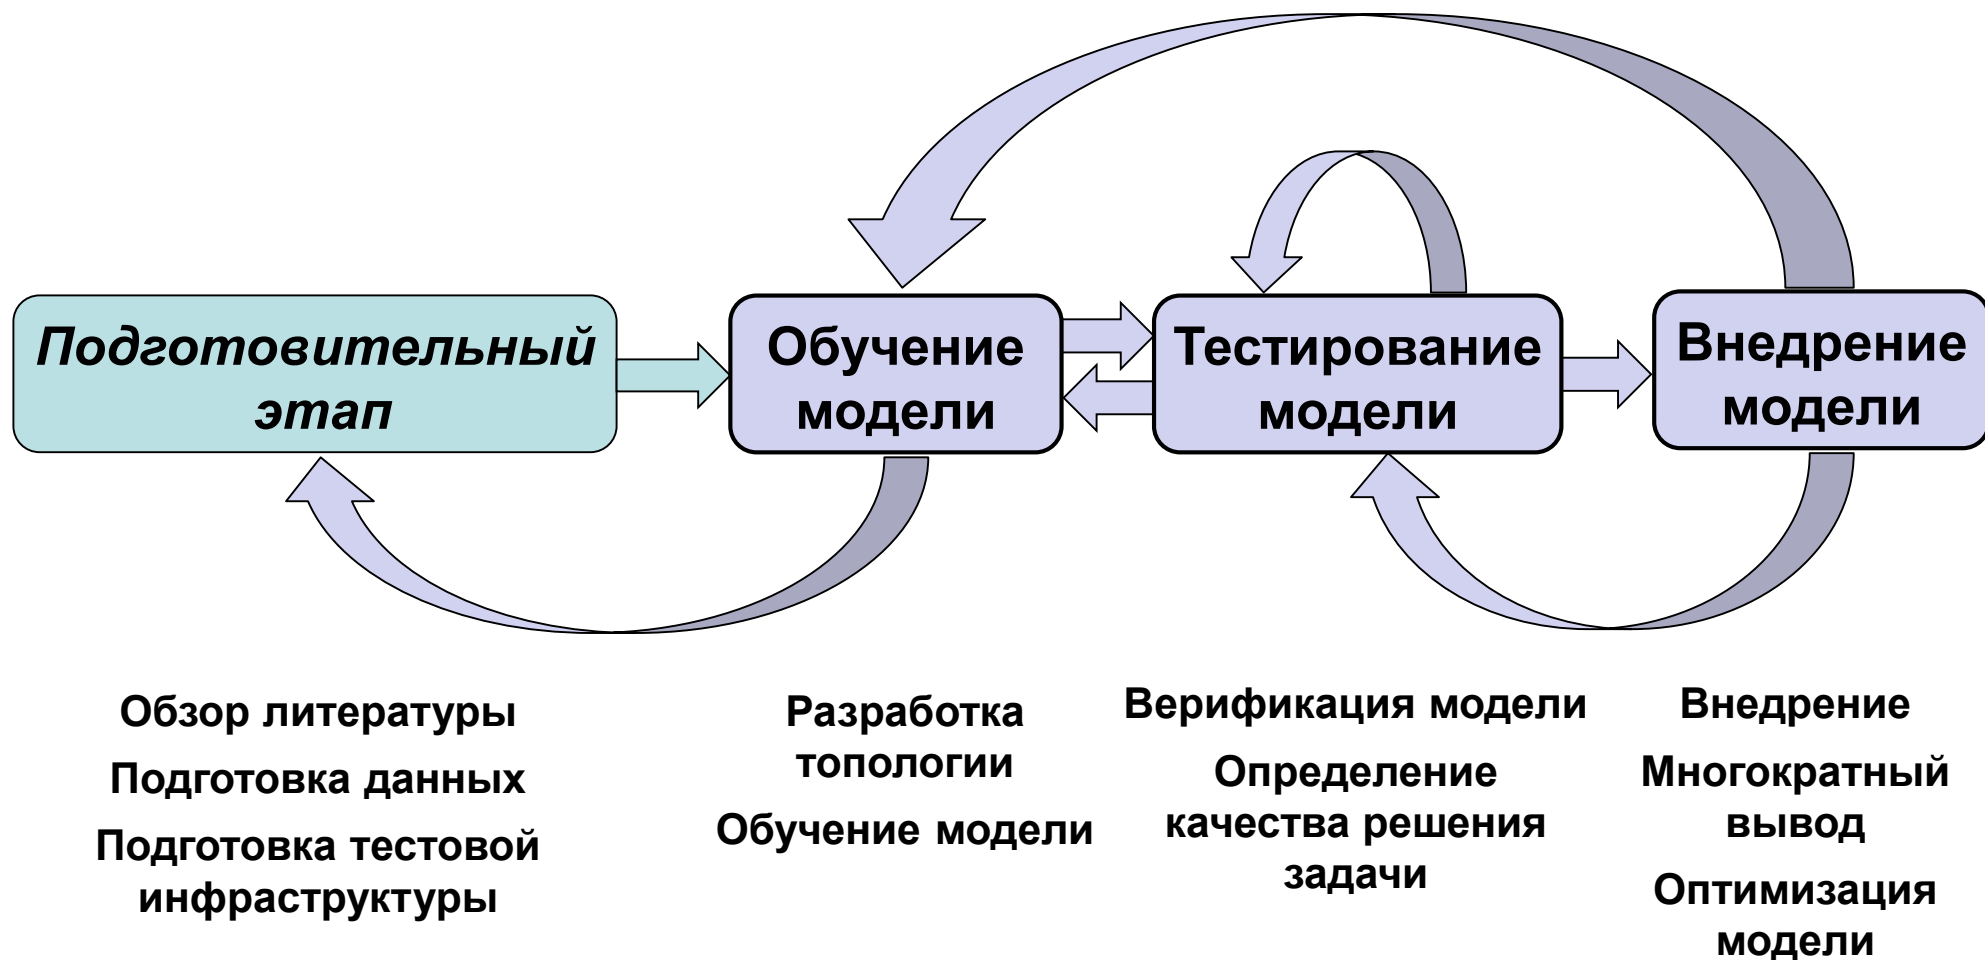 Подготовительный
этап
Обучение
модели
Тестирование
модели
Внедрение
модели
Обзор литературы
Подготовка данных
Подготовка тестовой
инфраструктуры
Разработка
топологии
Обучение модели
Верификация модели
Определение
качества решения
задачи
Внедрение
Многократный
вывод
Оптимизация
модели